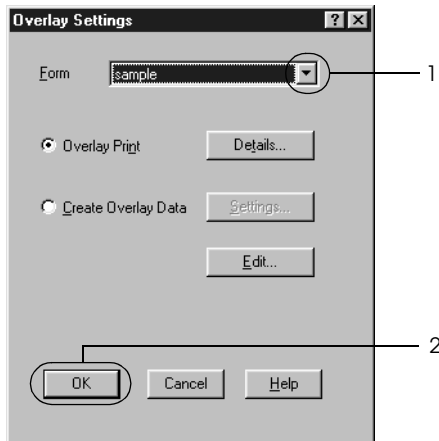 Overlay Settings
Form sample 1
Overlay Print Details...
Create Overlay Data Settings...
Edit...
2
OK Cancel Help